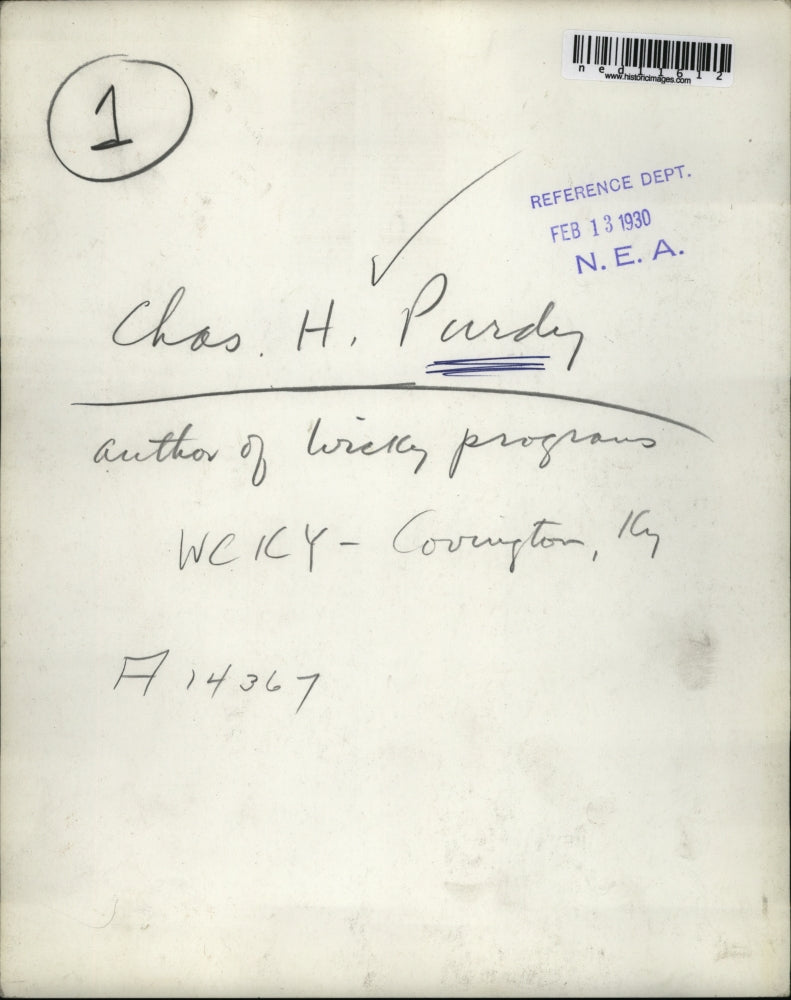 1
ned11612
www.historicimages.com
REFERENCE DEPT.
FEB 13 1930
N. E. A.
Chas. H. Purdy
author of Wicky programs
WCKY - Covington, Ky
A 14367